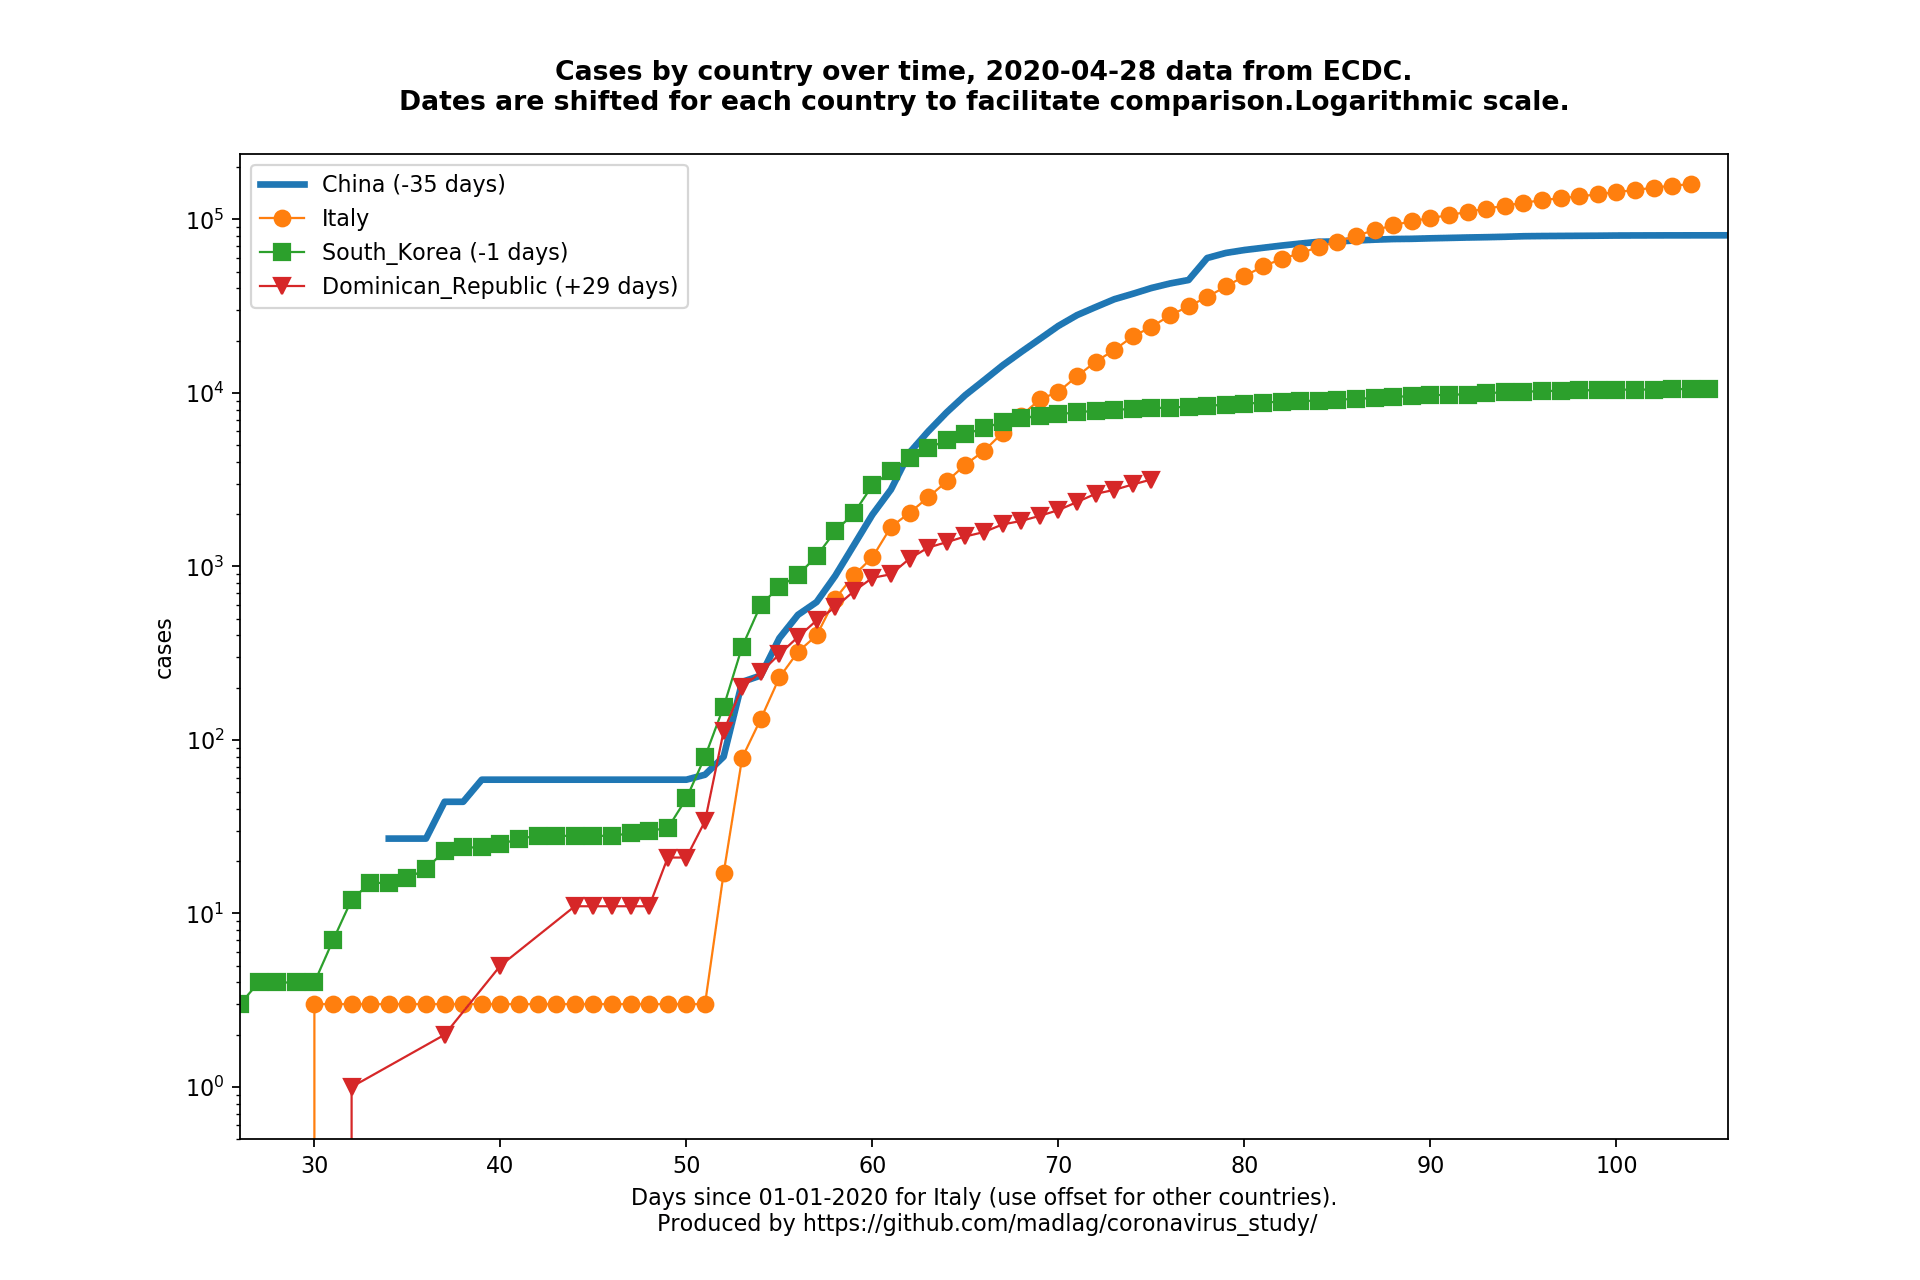 Cases by country over time, 2020-04-28 data from ECDC.
Dates are shifted for each country to facilitate comparison.Logarithmic scale.
China (-35 days)
Italy
South_Korea (-1 days)
Dominican_Republic (+29 days)
10^5
10^4
10^3
10^2
10^1
10^0
cases
30 40 50 60 70 80 90 100
Days since 01-01-2020 for Italy (use offset for other countries).
Produced by https://github.com/madlag/coronavirus_study/